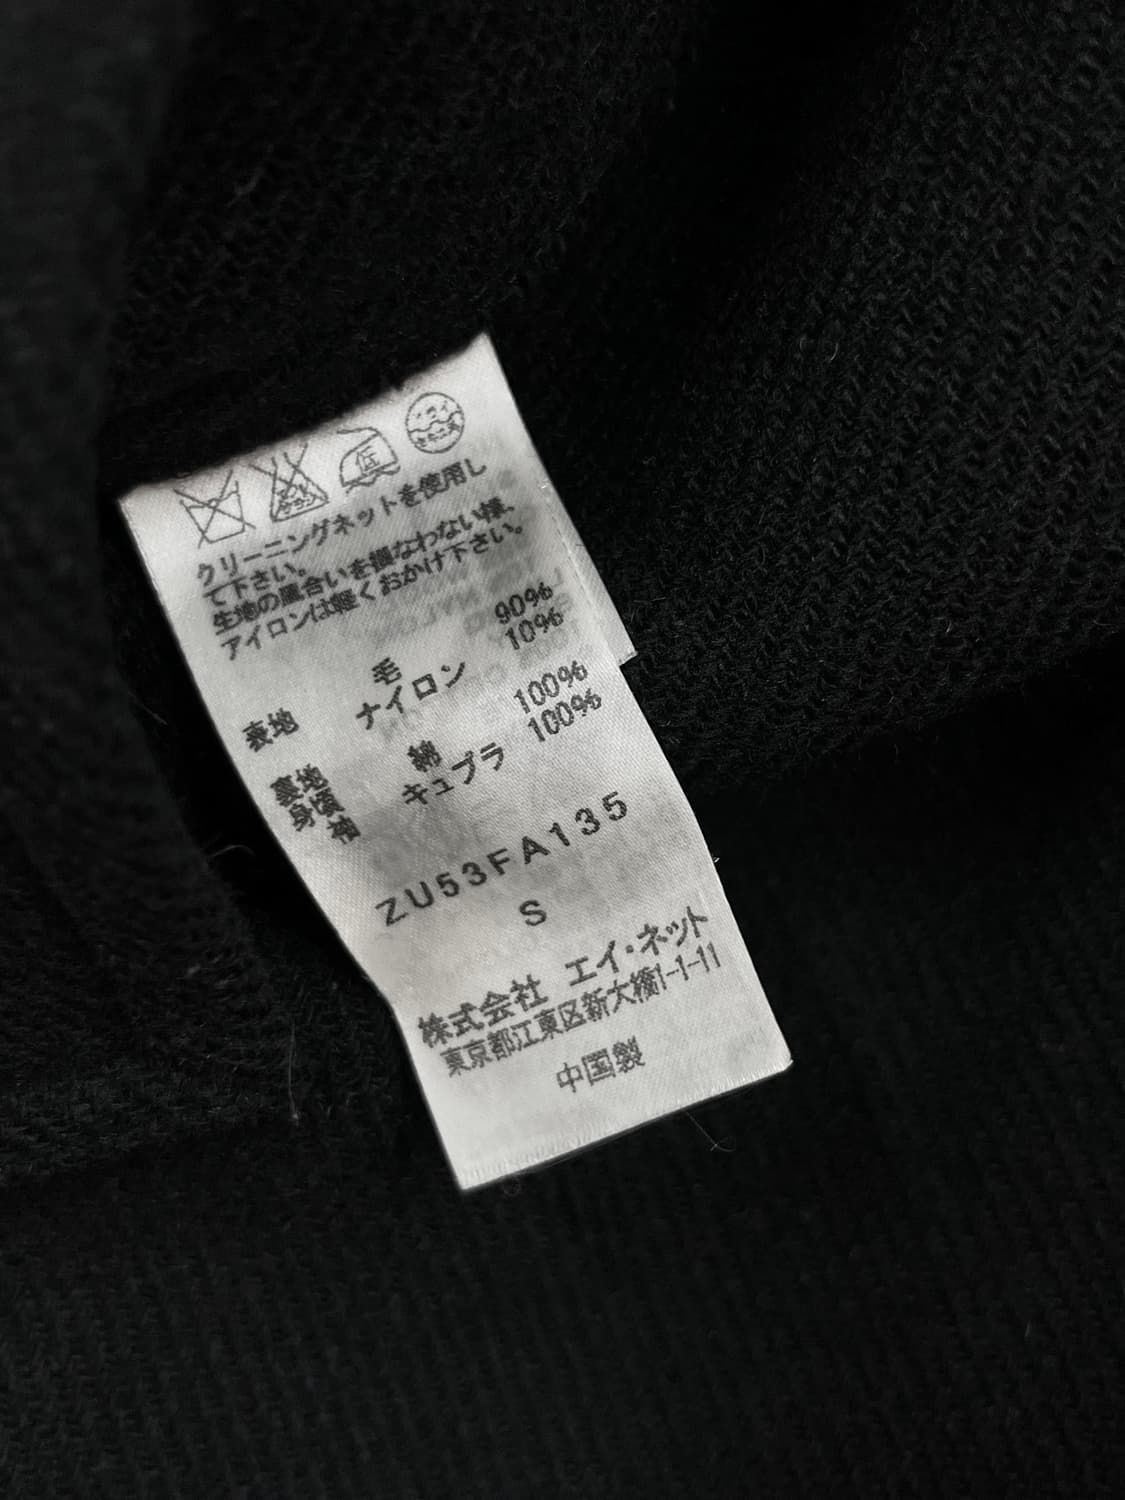 低
クリーニングネットを使用し
て下さい。
生地の風合いを損なわない様、
アイロンは軽くおかけ下さい。
表地 毛 90%
ナイロン 10%
裏地
身頃 綿 100%
袖 キュプラ 100%
ZU53FA135
S
株式会社 エイ・ネット
東京都江東区新大橋1-1-11
中国製